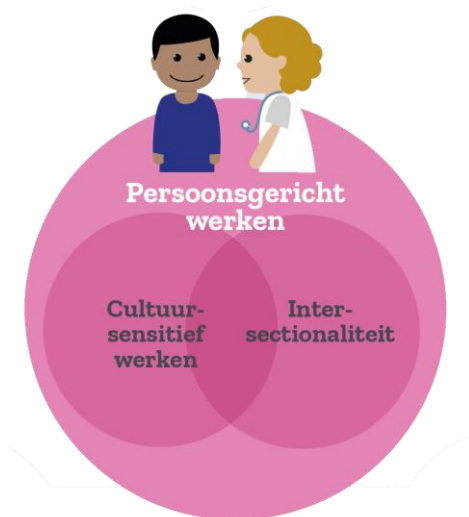 Persoonsgericht
werken
Cultuur-
sensitief
werken
Inter-
sectionaliteit